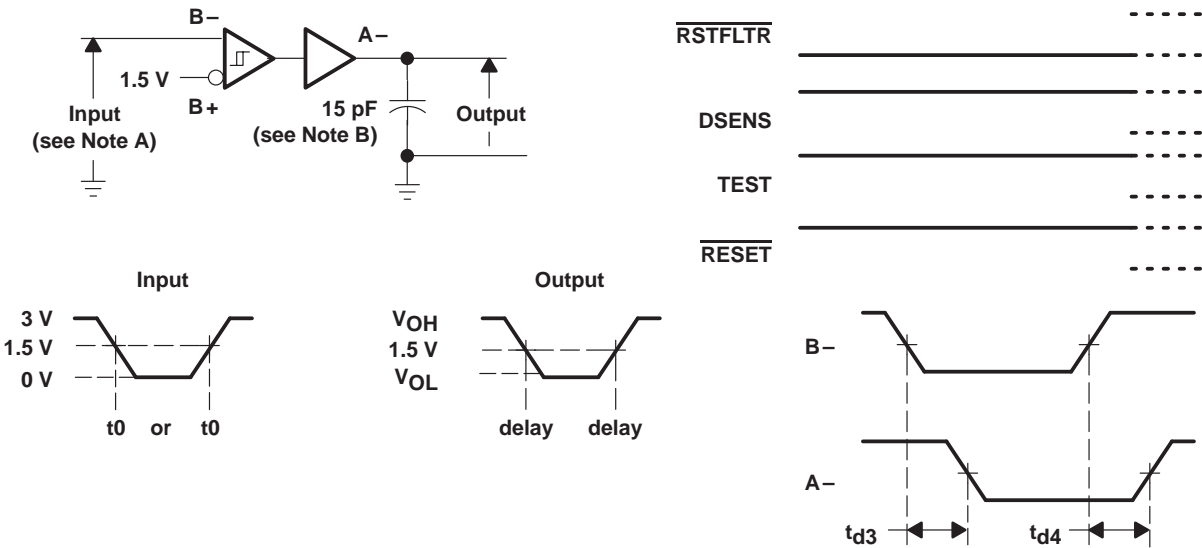 B–
A–
1.5 V
B+
Input
(see Note A)
15 pF
(see Note B)
Output
RSTFLTR
DSENS
TEST
RESET
Input
3 V
1.5 V
0 V
t0 or t0
Output
VOH
1.5 V
VOL
delay delay
B–
A–
td3 td4